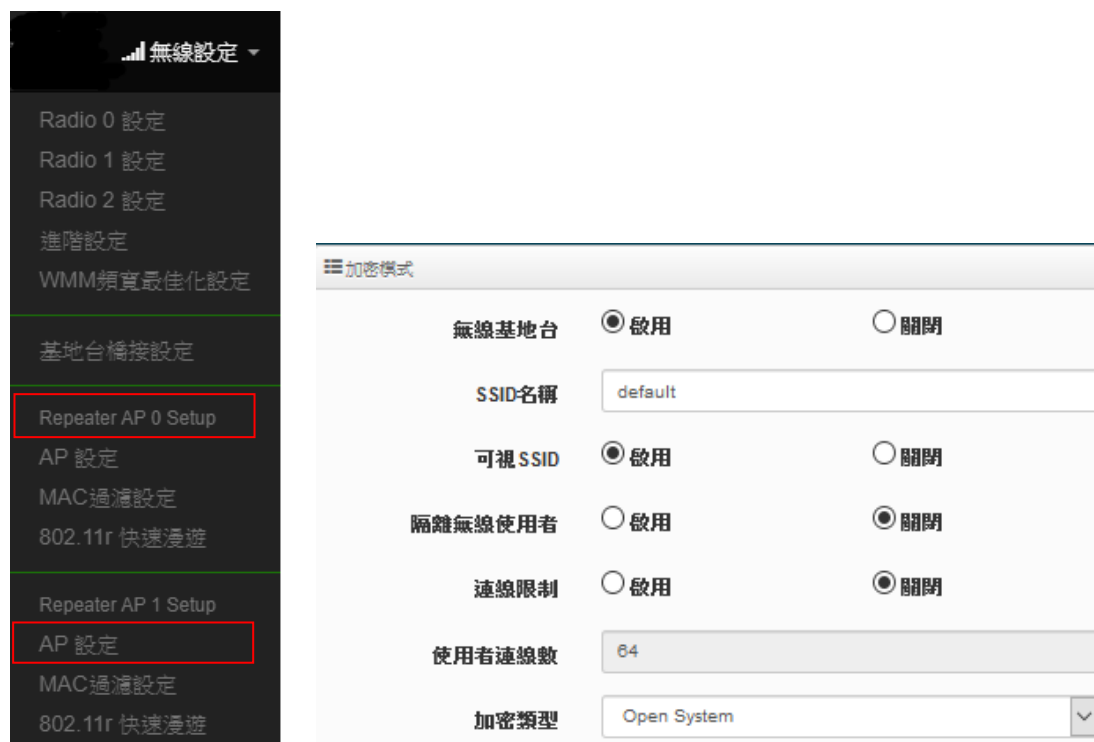 無線設定
Radio 0 設定
Radio 1 設定
Radio 2 設定
進階設定
WMM頻寬最佳化設定
基地台橋接設定
Repeater AP 0 Setup
AP 設定
MAC過濾設定
802.11r 快速漫遊
Repeater AP 1 Setup
AP 設定
MAC過濾設定
802.11r 快速漫遊
加密模式
無線基地台 啟用 關閉
SSID名稱 default
可視SSID 啟用 關閉
隔離無線使用者 啟用 關閉
連線限制 啟用 關閉
使用者連線數 64
加密類型 Open System